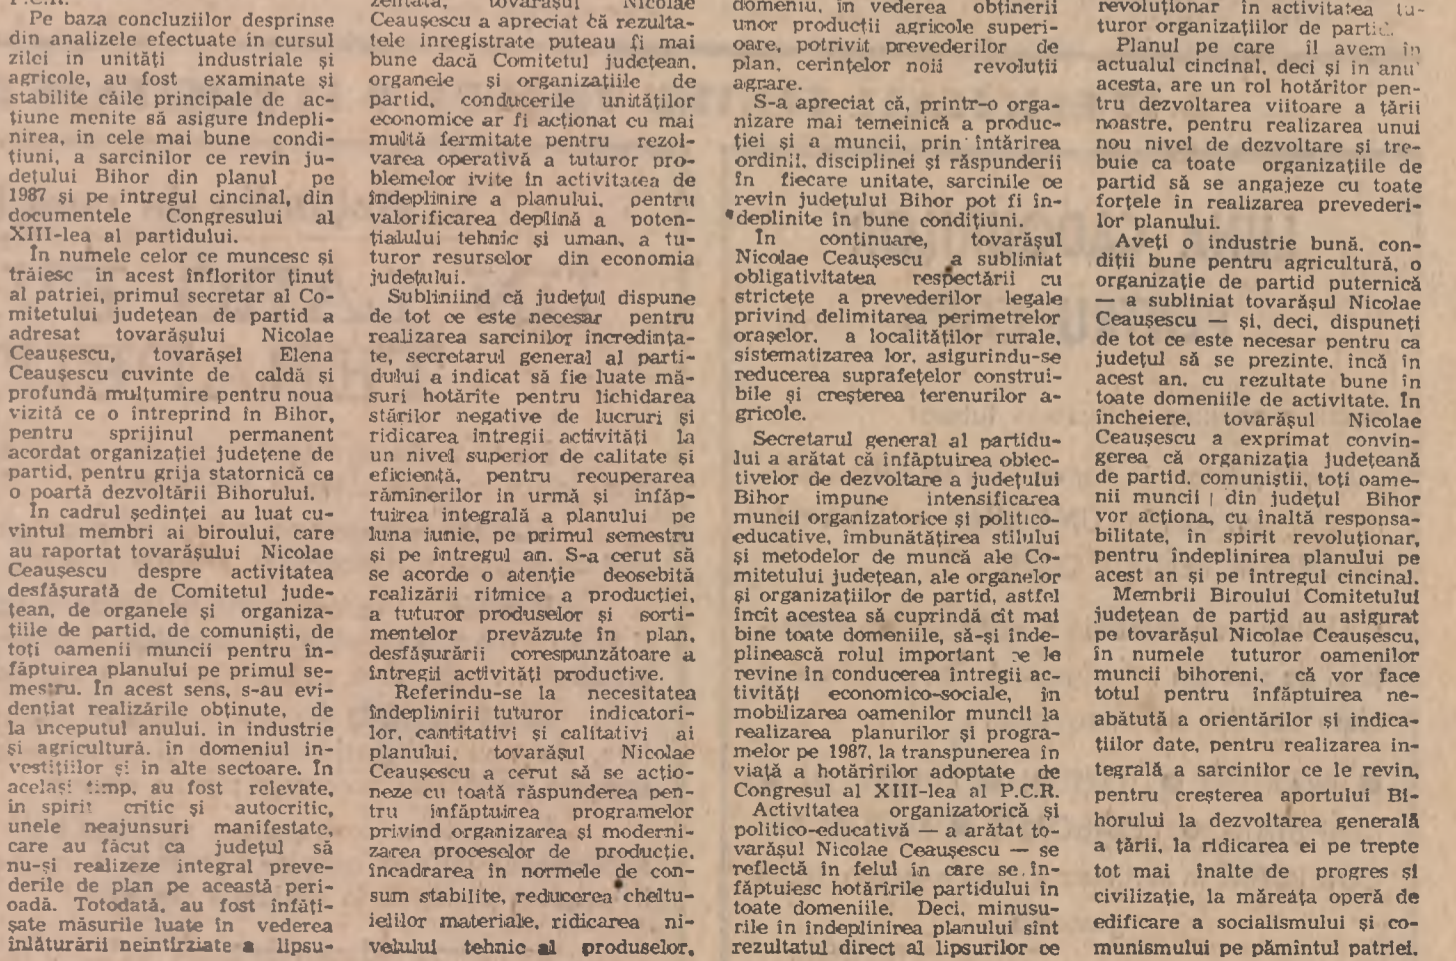 P.C.R.
Pe baza concluziilor desprinse
din analizele efectuate în cursul
zilei în unități industriale și
agricole, au fost examinate și
stabilite căile principale de ac-
țiune menite să asigure îndepli-
nirea, în cele mai bune condi-
țiuni, a sarcinilor ce revin ju-
dețului Bihor din planul pe
1987 și pe întregul cincinal, din
documentele Congresului al
XIII-lea al partidului.
În numele celor ce muncesc și
trăiesc în acest înfloritor ținut
al patriei, primul secretar al Co-
mitetului județean de partid a
adresat tovarășului Nicolae
Ceaușescu, tovarășei Elena
Ceaușescu cuvinte de caldă și
profundă mulțumire pentru noua
vizită ce o întreprind în Bihor,
pentru sprijinul permanent
acordat organizației județene de
partid, pentru grija statornică ce
o poartă dezvoltării Bihorului.
În cadrul ședinței au luat cu-
vîntul membri ai biroului, care
au raportat tovarășului Nicolae
Ceaușescu despre activitatea
desfășurată de Comitetul jude-
țean, de organele și organiza-
țiile de partid, de comuniști, de
toți oamenii muncii pentru în-
făptuirea planului pe primul se-
mestru. În acest sens, s-au evi-
dențiat realizările obținute, de
la începutul anului, în industrie
și agricultură, în domeniul in-
vestițiilor și în alte sectoare. În
același timp, au fost relevate,
în spirit critic și autocritic,
unele neajunsuri manifestate,
care au făcut ca județul să
nu-și realizeze integral preve-
derile de plan pe această peri-
oadă. Totodată, au fost înfăți-
șate măsurile luate în vederea
înlăturării neîntîrziate a lipsu-
zentată, tovarășul Nicolae
Ceaușescu a apreciat că rezulta-
tele înregistrate puteau fi mai
bune dacă Comitetul județean,
organele și organizațiile de
partid, conducerile unităților
economice ar fi acționat cu mai
multă fermitate pentru rezol-
varea operativă a tuturor pro-
blemelor ivite în activitatea de
îndeplinire a planului, pentru
valorificarea deplină a poten-
țialului tehnic și uman, a tu-
turor resurselor din economia
județului.
Subliniind că județul dispune
de tot ce este necesar pentru
realizarea sarcinilor încredința-
te, secretarul general al parti-
dului a indicat să fie luate mă-
suri hotărîte pentru lichidarea
stărilor negative de lucruri și
ridicarea întregii activități la
un nivel superior de calitate și
eficiență, pentru recuperarea
rămînerilor în urmă și înfăp-
tuirea integrală a planului pe
luna iunie, pe primul semestru
și pe întregul an. S-a cerut să
se acorde o atenție deosebită
realizării ritmice a producției,
a tuturor produselor și sorti-
mentelor prevăzute în plan,
desfășurării corespunzătoare a
întregii activități productive.
Referindu-se la necesitatea
îndeplinirii tuturor indicatori-
lor, cantitativi și calitativi ai
planului, tovarășul Nicolae
Ceaușescu a cerut să se acțio-
neze cu toată răspunderea pen-
tru înfăptuirea programelor
privind organizarea și moderni-
zarea proceselor de producție,
încadrarea în normele de con-
sum stabilite, reducerea cheltu-
ielilor materiale, ridicarea ni-
velului tehnic al produselor,
domeniu, în vederea obținerii
unor producții agricole superi-
oare, potrivit prevederilor de
plan, cerințelor noii revoluții
agrare.
S-a apreciat că, printr-o orga-
nizare mai temeinică a produc-
ției și a muncii, prin întărirea
ordinii, disciplinei și răspunderii
în fiecare unitate, sarcinile ce
revin județului Bihor pot fi în-
deplinite în bune condițiuni.
În continuare, tovarășul
Nicolae Ceaușescu a subliniat
obligativitatea respectării cu
strictețe a prevederilor legale
privind delimitarea perimetrelor
orașelor, a localităților rurale,
sistematizarea lor, asigurîndu-se
reducerea suprafețelor construi-
bile și creșterea terenurilor a-
gricole.
Secretarul general al partidu-
lui a arătat că înfăptuirea obiec-
tivelor de dezvoltare a județului
Bihor impune intensificarea
muncii organizatorice și politico-
educative, îmbunătățirea stilului
și metodelor de muncă ale Co-
mitetului județean, ale organelor
și organizațiilor de partid, astfel
încît acestea să cuprindă cît mai
bine toate domeniile, să-și înde-
plinească rolul important ce le
revine în conducerea întregii ac-
tivități economico-sociale, în
mobilizarea oamenilor muncii la
realizarea planurilor și progra-
melor pe 1987, la transpunerea în
viață a hotărîrilor adoptate de
Congresul al XIII-lea al P.C.R.
Activitatea organizatorică și
politico-educativă — a arătat to-
varășul Nicolae Ceaușescu — se
reflectă în felul în care se în-
făptuiesc hotărîrile partidului în
toate domeniile. Deci, minusu-
rile în îndeplinirea planului sînt
rezultatul direct al lipsurilor ce
revoluționar în activitatea tu-
turor organizațiilor de partid.
Planul pe care îl avem în
actualul cincinal, deci și în anul
acesta, are un rol hotărîtor pen-
tru dezvoltarea viitoare a țării
noastre, pentru realizarea unui
nou nivel de dezvoltare și tre-
buie ca toate organizațiile de
partid să se angajeze cu toate
forțele în realizarea prevederi-
lor planului.
Aveți o industrie bună, con-
diții bune pentru agricultură, o
organizație de partid puternică
— a subliniat tovarășul Nicolae
Ceaușescu — și, deci, dispuneți
de tot ce este necesar pentru ca
județul să se prezinte, încă în
acest an, cu rezultate bune în
toate domeniile de activitate. În
încheiere, tovarășul Nicolae
Ceaușescu a exprimat convin-
gerea că organizația județeană
de partid, comuniștii, toți oame-
nii muncii din județul Bihor
vor acționa, cu înaltă responsa-
bilitate, în spirit revoluționar,
pentru îndeplinirea planului pe
acest an și pe întregul cincinal.
Membrii Biroului Comitetului
județean de partid au asigurat
pe tovarășul Nicolae Ceaușescu,
în numele tuturor oamenilor
muncii bihoreni, că vor face
totul pentru înfăptuirea ne-
abătută a orientărilor și indica-
țiilor date, pentru realizarea in-
tegrală a sarcinilor ce le revin,
pentru creșterea aportului Bi-
horului la dezvoltarea generală
a țării, la ridicarea ei pe trepte
tot mai înalte de progres și
civilizație, la măreața operă de
edificare a socialismului și co-
munismului pe pămîntul patriei.